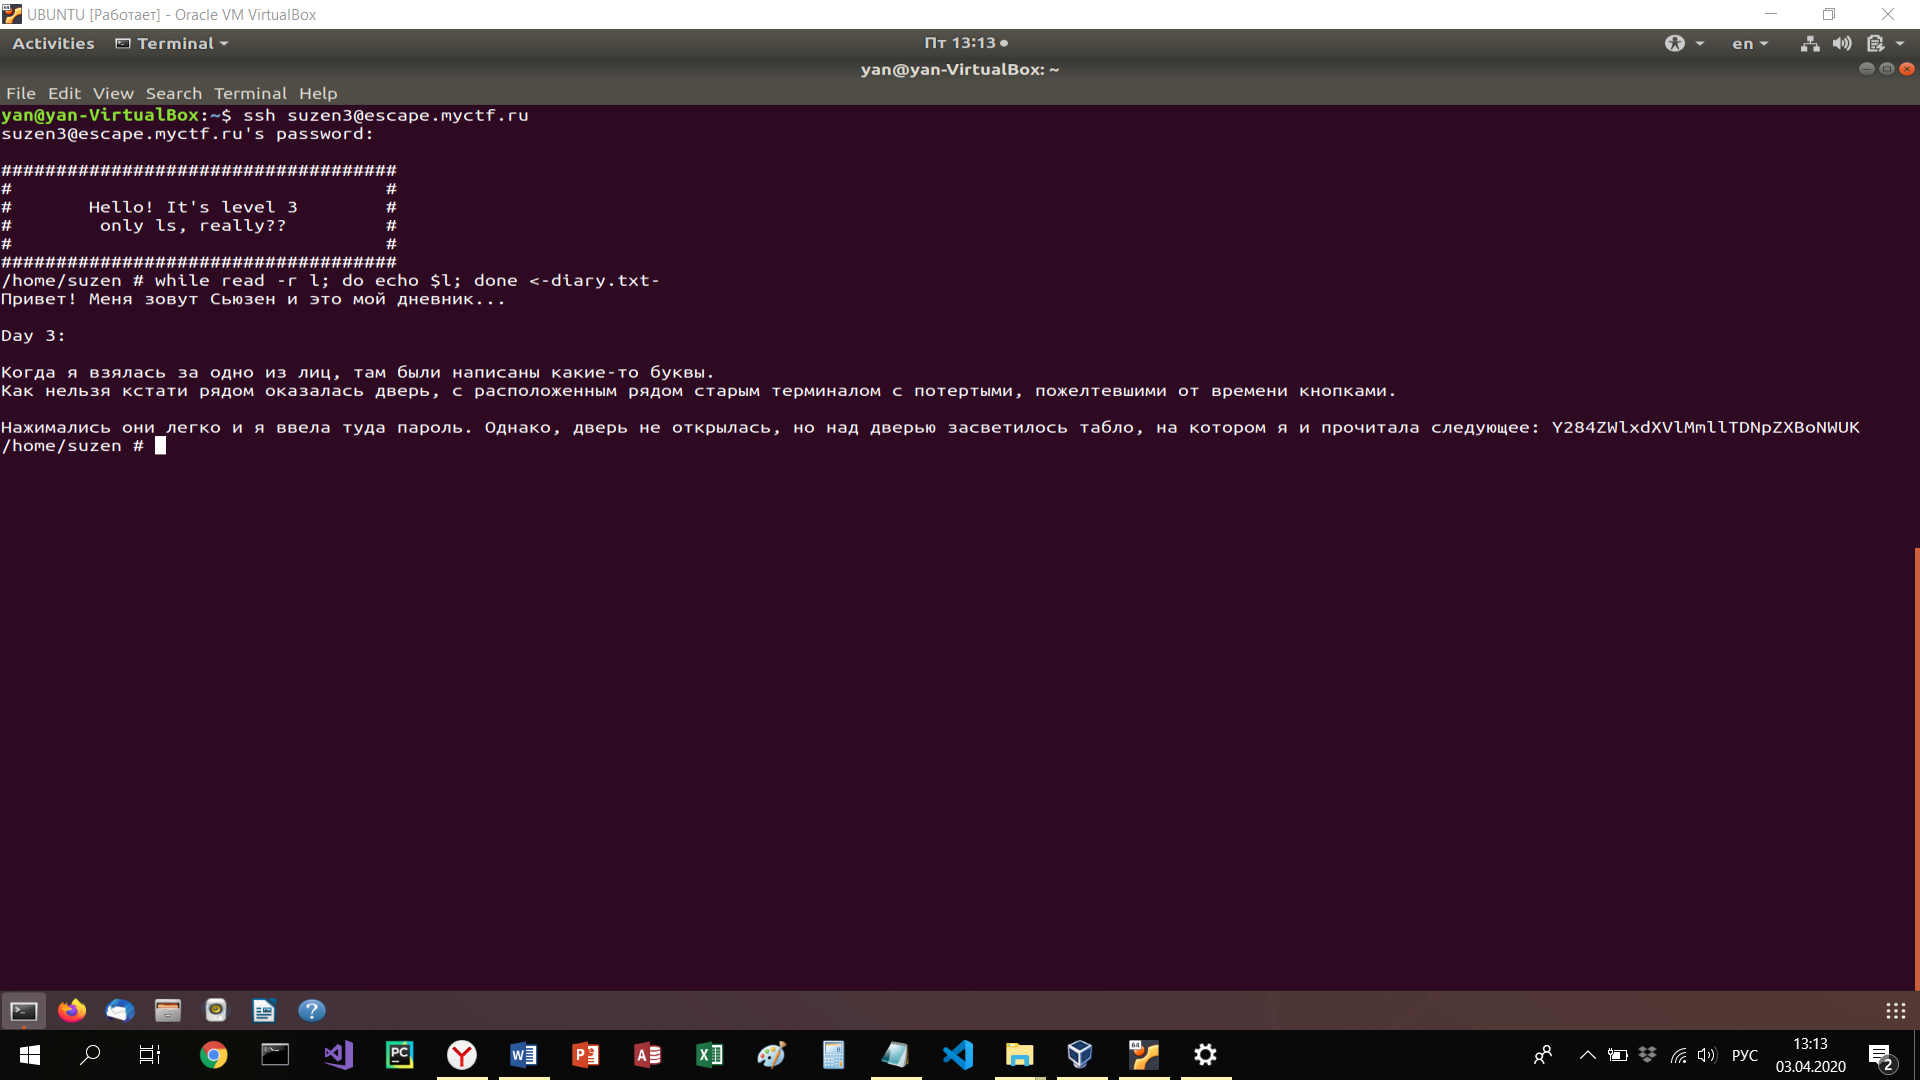 UBUNTU [Работает] - Oracle VM VirtualBox
Activities Terminal Пт 13:13 en
yan@yan-VirtualBox: ~
File Edit View Search Terminal Help
yan@yan-VirtualBox:~$ ssh suzen3@escape.myctf.ru
suzen3@escape.myctf.ru's password:
####################################
# #
# Hello! It's level 3 #
# only ls, really?? #
# #
####################################
/home/suzen # while read -r l; do echo $l; done <-diary.txt-
Привет! Меня зовут Сьюзен и это мой дневник...
Day 3:
Когда я взялась за одно из лиц, там были написаны какие-то буквы.
Как нельзя кстати рядом оказалась дверь, с расположенным рядом старым терминалом с потертыми, пожелтевшими от времени кнопками.
Нажимались они легко и я ввела туда пароль. Однако, дверь не открылась, но над дверью засветилось табло, на котором я и прочитала следующее: Y284ZWlxdXVlMmllTDNpZXBoNWUK
/home/suzen #
PC
РУС
13:13
03.04.2020
2
64